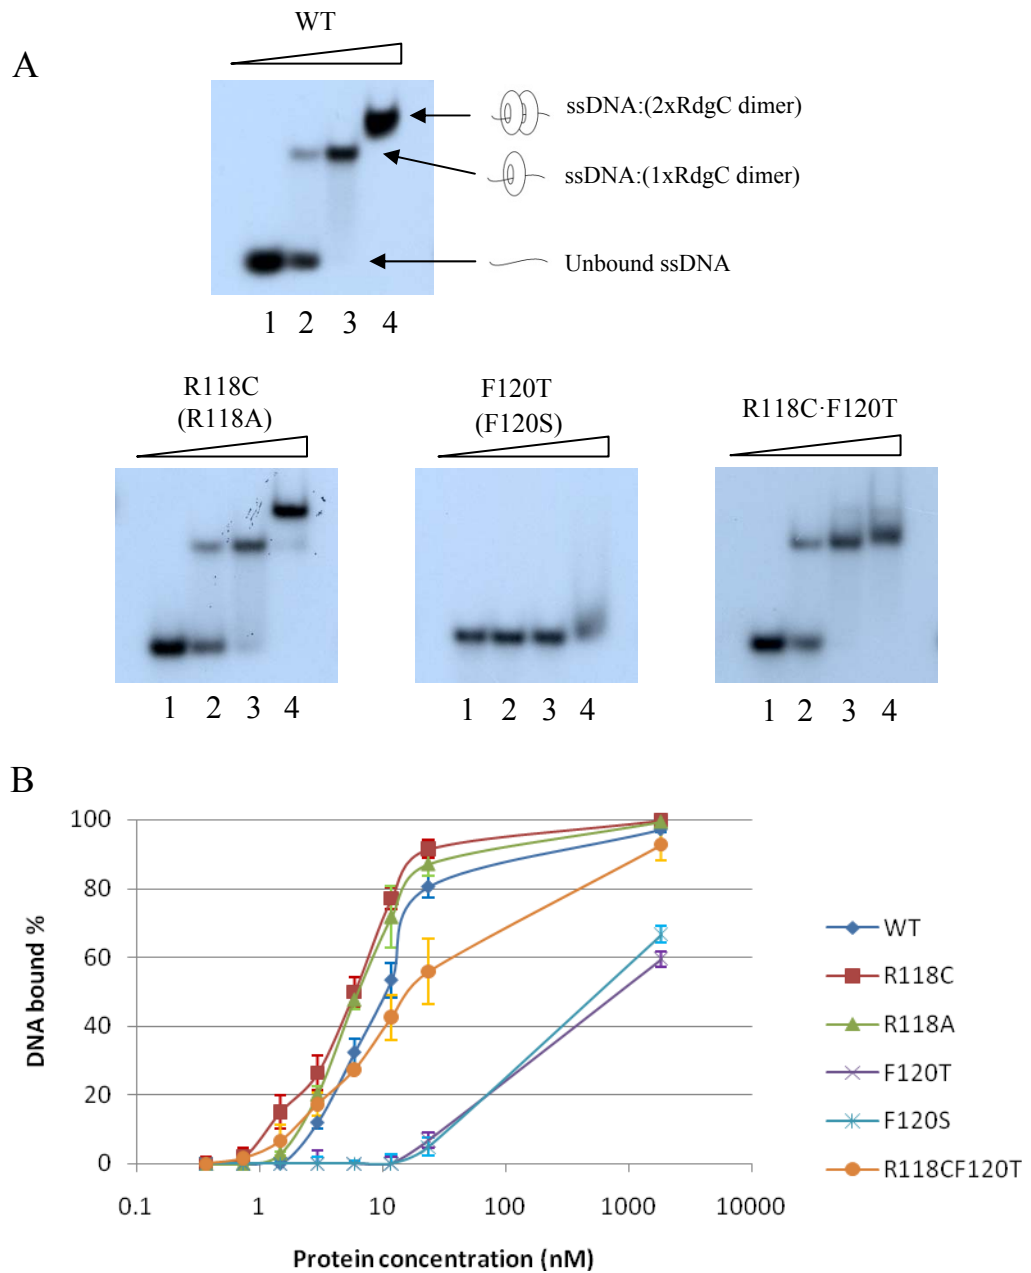 A
WT
ssDNA:(2xRdgC dimer)
ssDNA:(1xRdgC dimer)
Unbound ssDNA
1 2 3 4
R118C
(R118A)
1 2 3 4
F120T
(F120S)
1 2 3 4
R118C·F120T
1 2 3 4
B
DNA bound %
100
80
60
40
20
0
0.1 1 10 100 1000 10000
Protein concentration (nM)
WT
R118C
R118A
F120T
F120S
R118CF120T